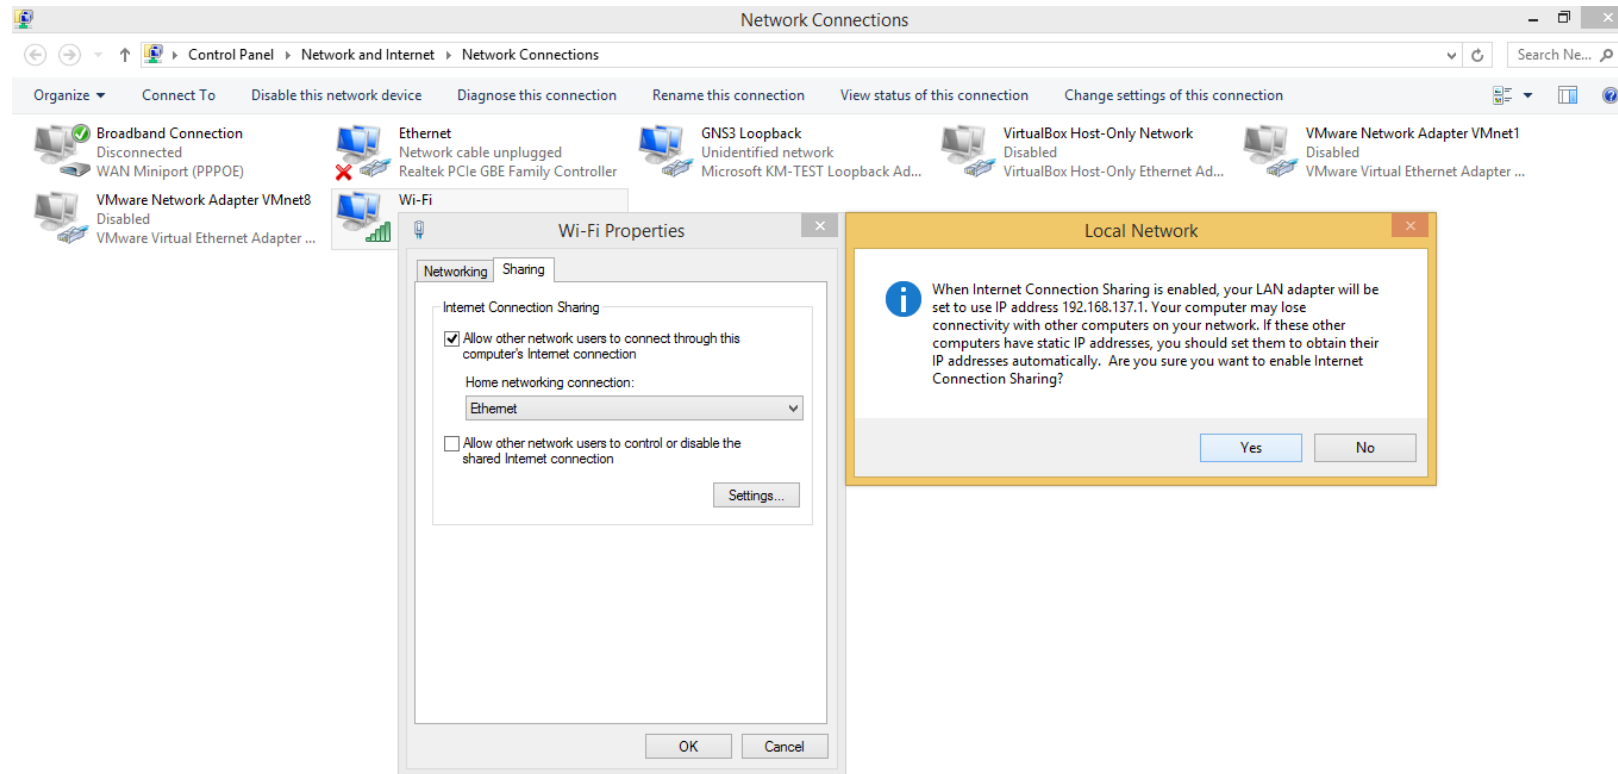 Network Connections
Control Panel Network and Internet Network Connections
Search Ne...
Organize Connect To Disable this network device Diagnose this connection Rename this connection View status of this connection Change settings of this connection
Broadband Connection
Disconnected
WAN Miniport (PPPOE)
Ethernet
Network cable unplugged
Realtek PCIe GBE Family Controller
GNS3 Loopback
Unidentified network
Microsoft KM-TEST Loopback Ad...
VirtualBox Host-Only Network
Disabled
VirtualBox Host-Only Ethernet Ad...
VMware Network Adapter VMnet1
Disabled
VMware Virtual Ethernet Adapter ...
VMware Network Adapter VMnet8
Disabled
VMware Virtual Ethernet Adapter ...
Wi-Fi
Wi-Fi Properties
Networking Sharing
Internet Connection Sharing
Allow other network users to connect through this
computer's Internet connection
Home networking connection:
Ethernet
Allow other network users to control or disable the
shared Internet connection
Settings...
OK Cancel
Local Network
When Internet Connection Sharing is enabled, your LAN adapter will be
set to use IP address 192.168.137.1. Your computer may lose
connectivity with other computers on your network. If these other
computers have static IP addresses, you should set them to obtain their
IP addresses automatically.  Are you sure you want to enable Internet
Connection Sharing?
Yes No